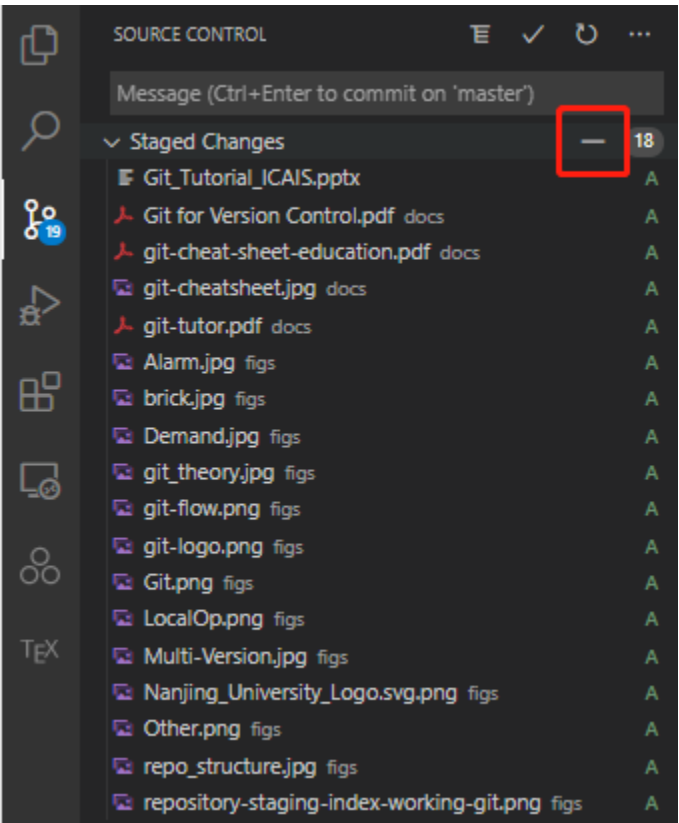 SOURCE CONTROL
Message (Ctrl+Enter to commit on 'master')
Staged Changes 18
Git_Tutorial_ICAIS.pptx A
Git for Version Control.pdf docs A
19
git-cheat-sheet-education.pdf docs A
git-cheatsheet.jpg docs A
git-tutor.pdf docs A
Alarm.jpg figs A
brick.jpg figs A
Demand.jpg figs A
git_theory.jpg figs A
git-flow.png figs A
git-logo.png figs A
Git.png figs A
LocalOp.png figs A
TEX
Multi-Version.jpg figs A
Nanjing_University_Logo.svg.png figs A
Other.png figs A
repo_structure.jpg figs A
repository-staging-index-working-git.png figs A